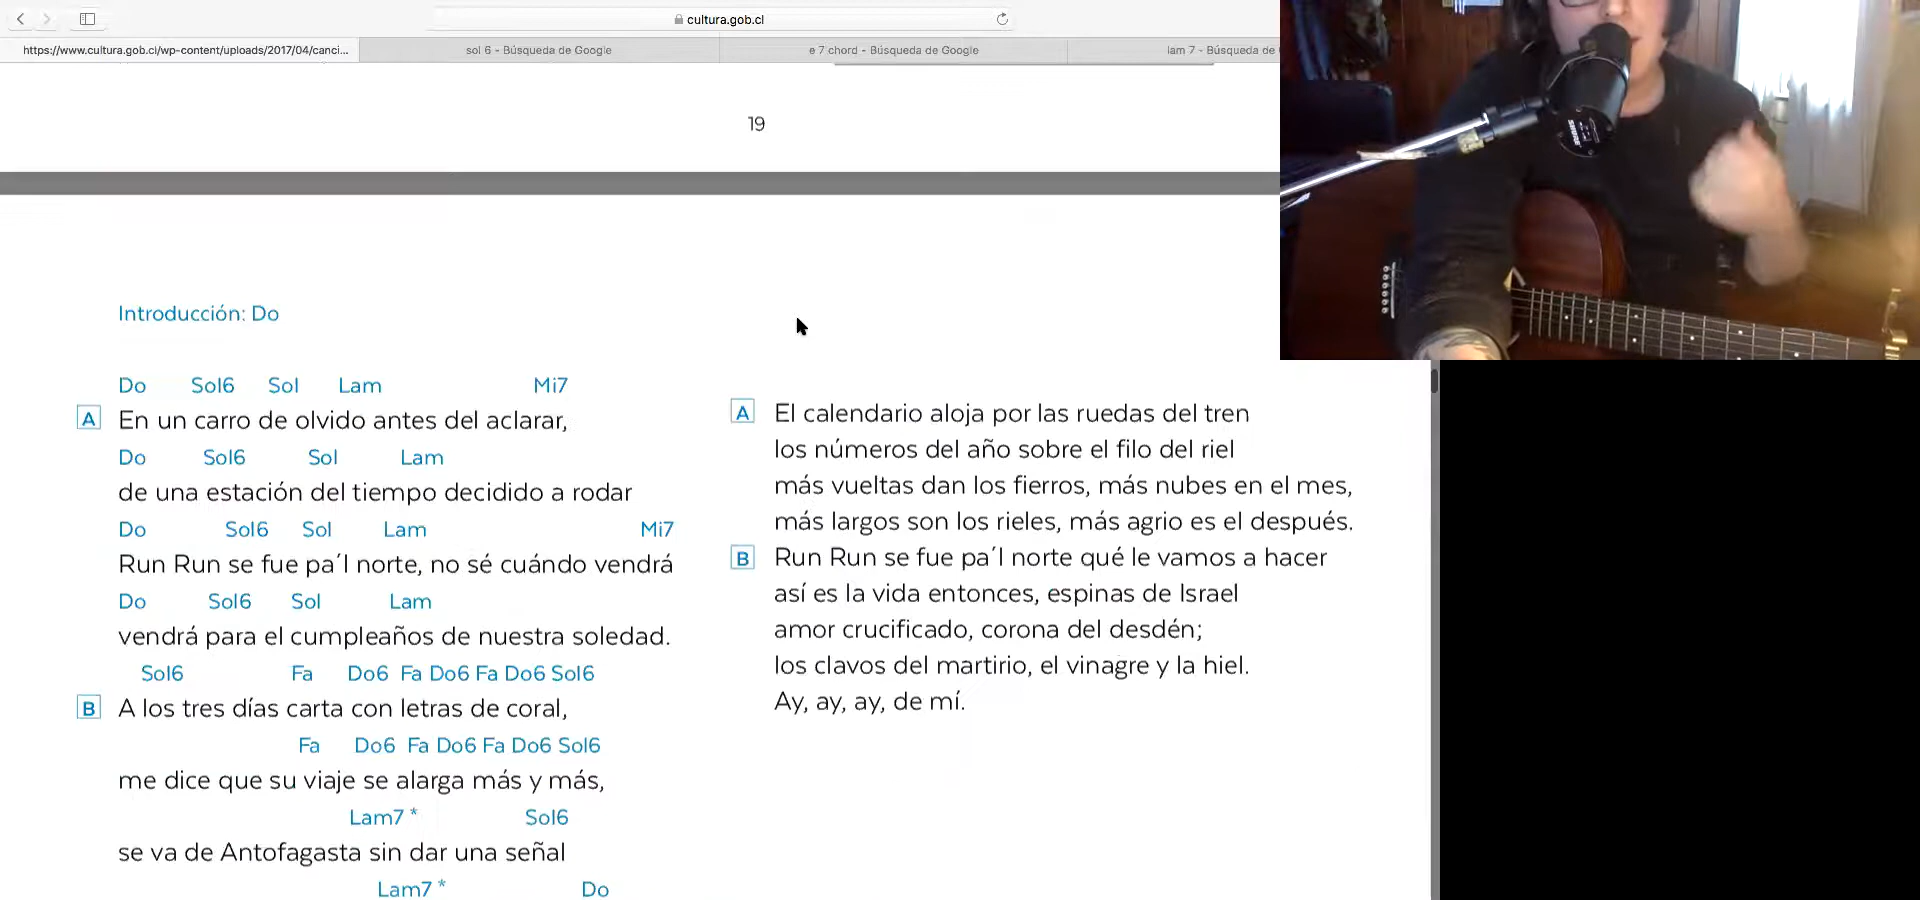 cultura.gob.cl
https://www.cultura.gob.cl/wp-content/uploads/2017/04/canci...
sol 6 - Búsqueda de Google
e 7 chord - Búsqueda de Google
lam 7 - Búsqueda de
19
Introducción: Do
Do Sol6 Sol Lam Mi7
A En un carro de olvido antes del aclarar,
Do Sol6 Sol Lam
de una estación del tiempo decidido a rodar
Do Sol6 Sol Lam Mi7
Run Run se fue pa´l norte, no sé cuándo vendrá
Do Sol6 Sol Lam
vendrá para el cumpleaños de nuestra soledad.
Sol6 Fa Do6 Fa Do6 Fa Do6 Sol6
B A los tres días carta con letras de coral,
Fa Do6 Fa Do6 Fa Do6 Sol6
me dice que su viaje se alarga más y más,
Lam7 * Sol6
se va de Antofagasta sin dar una señal
Lam7 * Do
A El calendario aloja por las ruedas del tren
los números del año sobre el filo del riel
más vueltas dan los fierros, más nubes en el mes,
más largos son los rieles, más agrio es el después.
B Run Run se fue pa´l norte qué le vamos a hacer
así es la vida entonces, espinas de Israel
amor crucificado, corona del desdén;
los clavos del martirio, el vinagre y la hiel.
Ay, ay, ay, de mí.